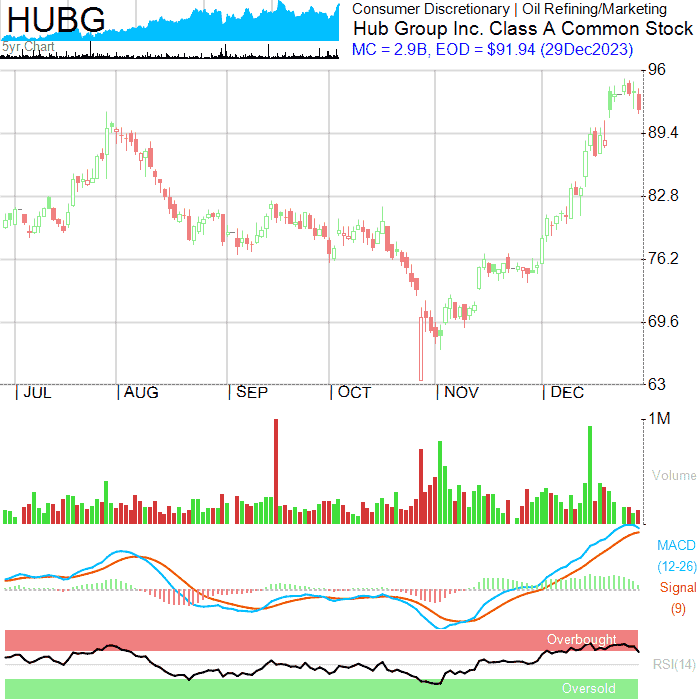 HUBG
5yr Chart
Consumer Discretionary | Oil Refining/Marketing
Hub Group Inc. Class A Common Stock
MC = 2.9B, EOD = $91.94 (29Dec2023)
96
89.4
82.8
76.2
69.6
63
| JUL | AUG | SEP | OCT | NOV | DEC
1M
Volume
MACD
(12-26)
Signal
(9)
Overbought
RSI(14)
Oversold